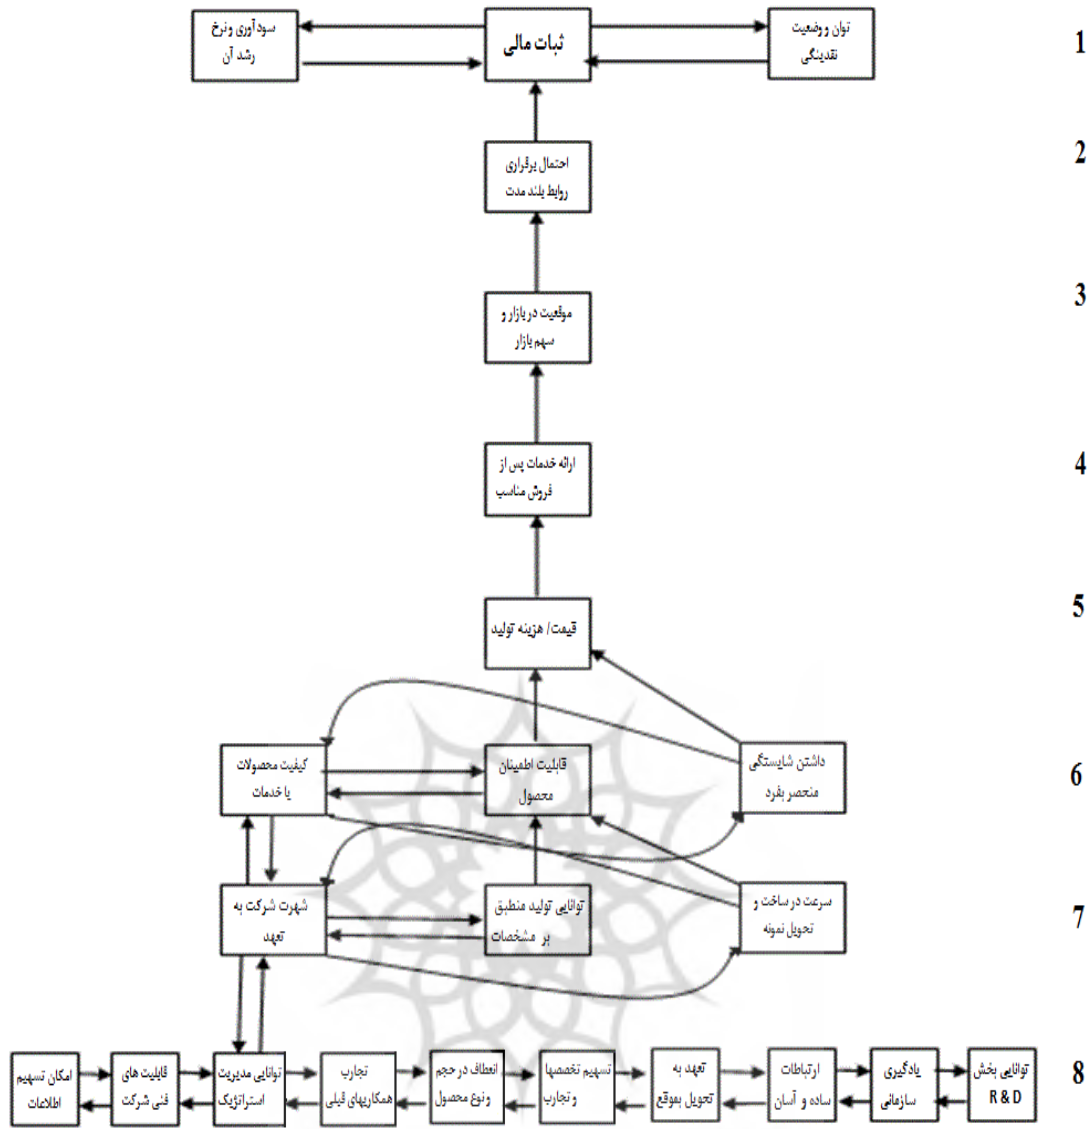 توان و وضعیت
نقدینگی
ثبات مالی
سود آوری و نرخ
رشد آن
1
احتمال برقراری
روابط بلند مدت
2
موقعیت در بازار و
سهم بازار
3
ارائه خدمات پس از
فروش مناسب
4
قیمت/ هزینه تولید
5
داشتن شایستگی
منحصر بفرد
قابلیت اطمینان
محصول
کیفیت محصولات
یا خدمات
6
سرعت در ساخت و
تحویل نمونه
توانایی تولید منطبق
بر مشخصات
شهرت شرکت به
تعهد
7
توانایی بخش
R & D
یادگیری
سازمانی
ارتباطات
ساده و آسان
تعهد به
تحویل بموقع
تسهیم تخصصها
و تجارب
انعطاف در حجم
و نوع محصول
تجارب
همکاریهای قبلی
توانایی مدیریت
استراتژیک
قابلیت های
فنی شرکت
امکان تسهیم
اطلاعات
8